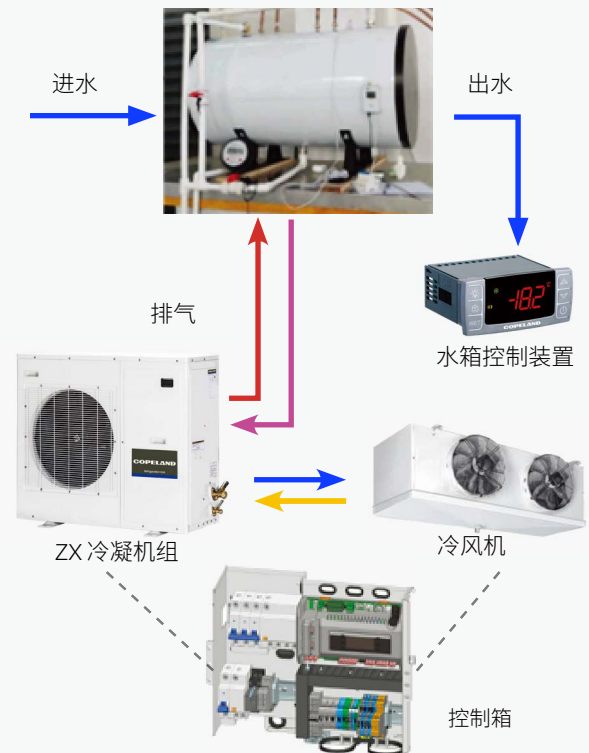 进水
出水
排气
-18.2
°C
COPELAND
水箱控制装置
COPELAND
ZX 冷凝机组
冷风机
控制箱